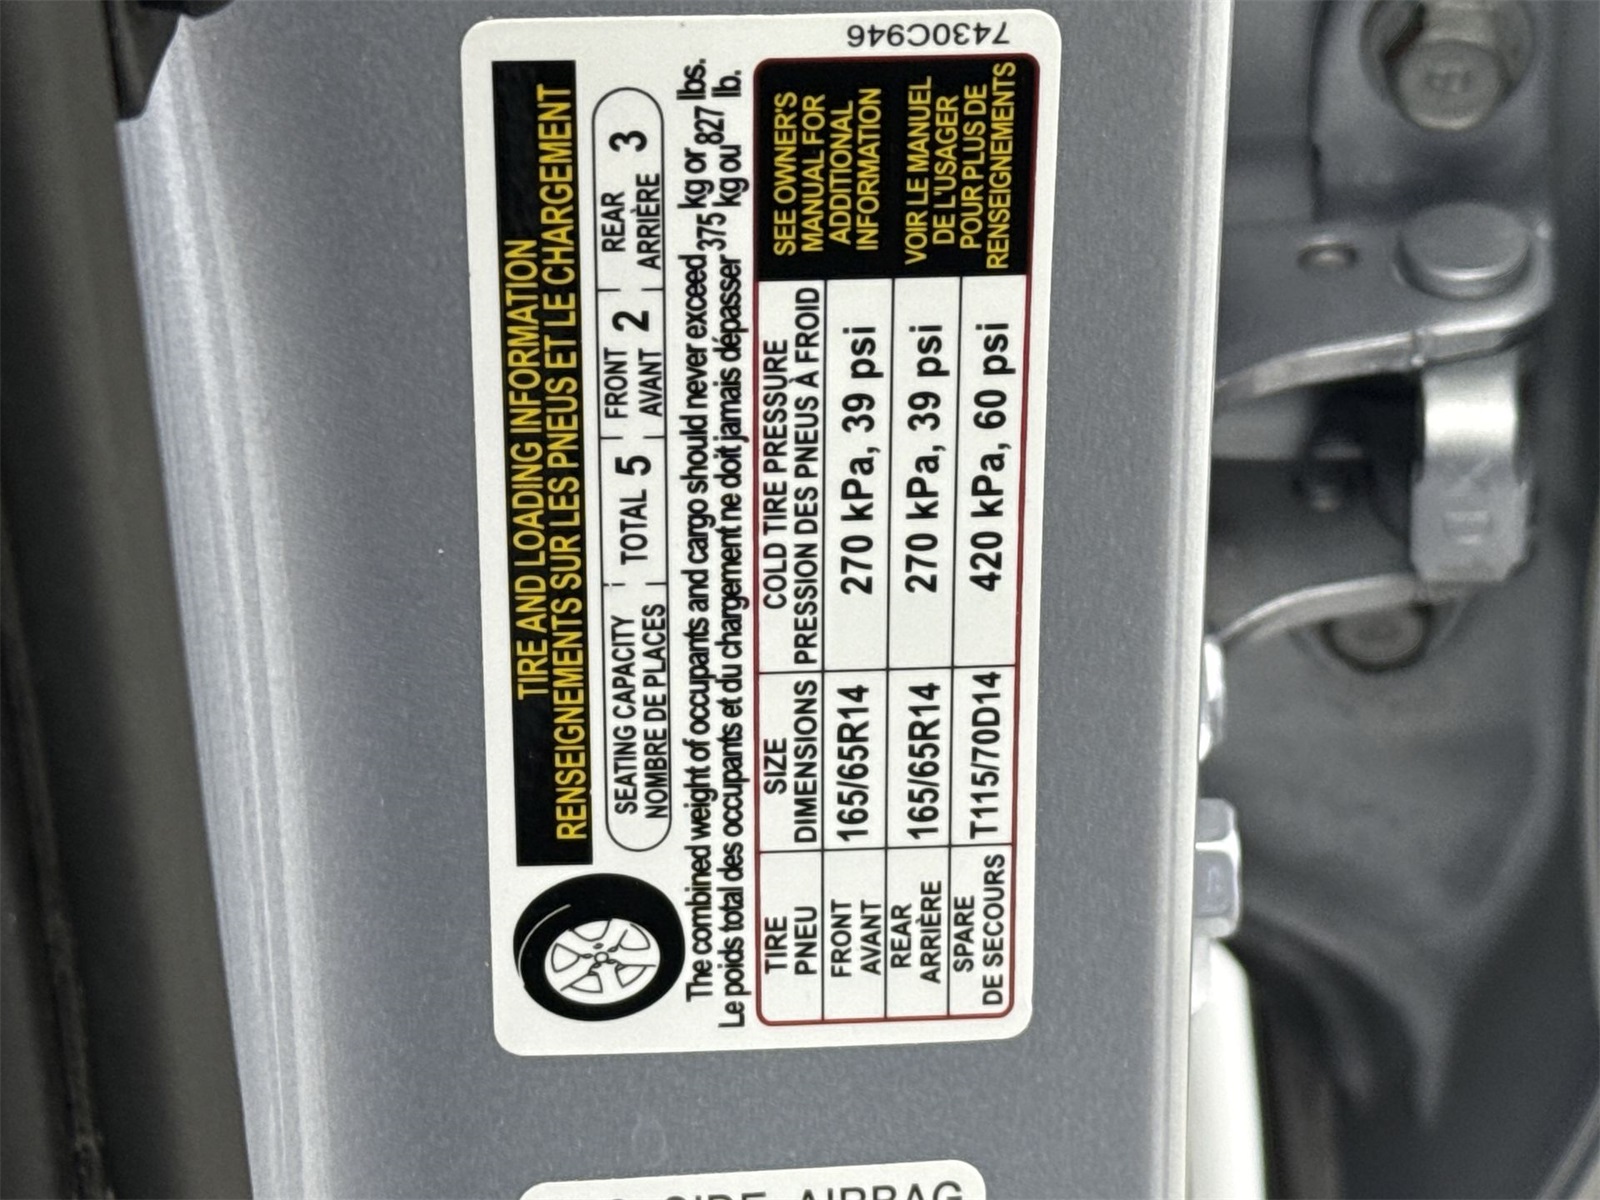 7430C946
TIRE AND LOADING INFORMATION
RENSEIGNEMENTS SUR LES PNEUS ET LE CHARGEMENT
SEATING CAPACITY
NOMBRE DE PLACES
TOTAL 5
FRONT
AVANT
2
REAR
ARRIÈRE
3
The combined weight of occupants and cargo should never exceed 375 kg or 827 lbs.
Le poids total des occupants et du chargement ne doit jamais dépasser 375 kg ou 827 lb.
TIRE
PNEU
SIZE
DIMENSIONS
COLD TIRE PRESSURE
PRESSION DES PNEUS À FROID
FRONT
AVANT
165/65R14
270 kPa, 39 psi
REAR
ARRIÈRE
165/65R14
270 kPa, 39 psi
SPARE
DE SECOURS
T115/70D14
420 kPa, 60 psi
SEE OWNER'S
MANUAL FOR
ADDITIONAL
INFORMATION
VOIR LE MANUEL
DE L'USAGER
POUR PLUS DE
RENSEIGNEMENTS
SIDE AIRBAG